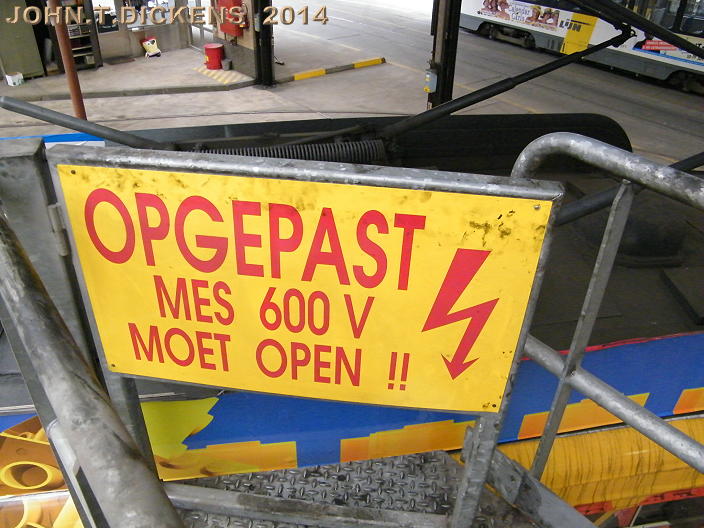 JOHN.T.DICKENS, 2014
OPGEPAST
MES 600 V
MOET OPEN !!